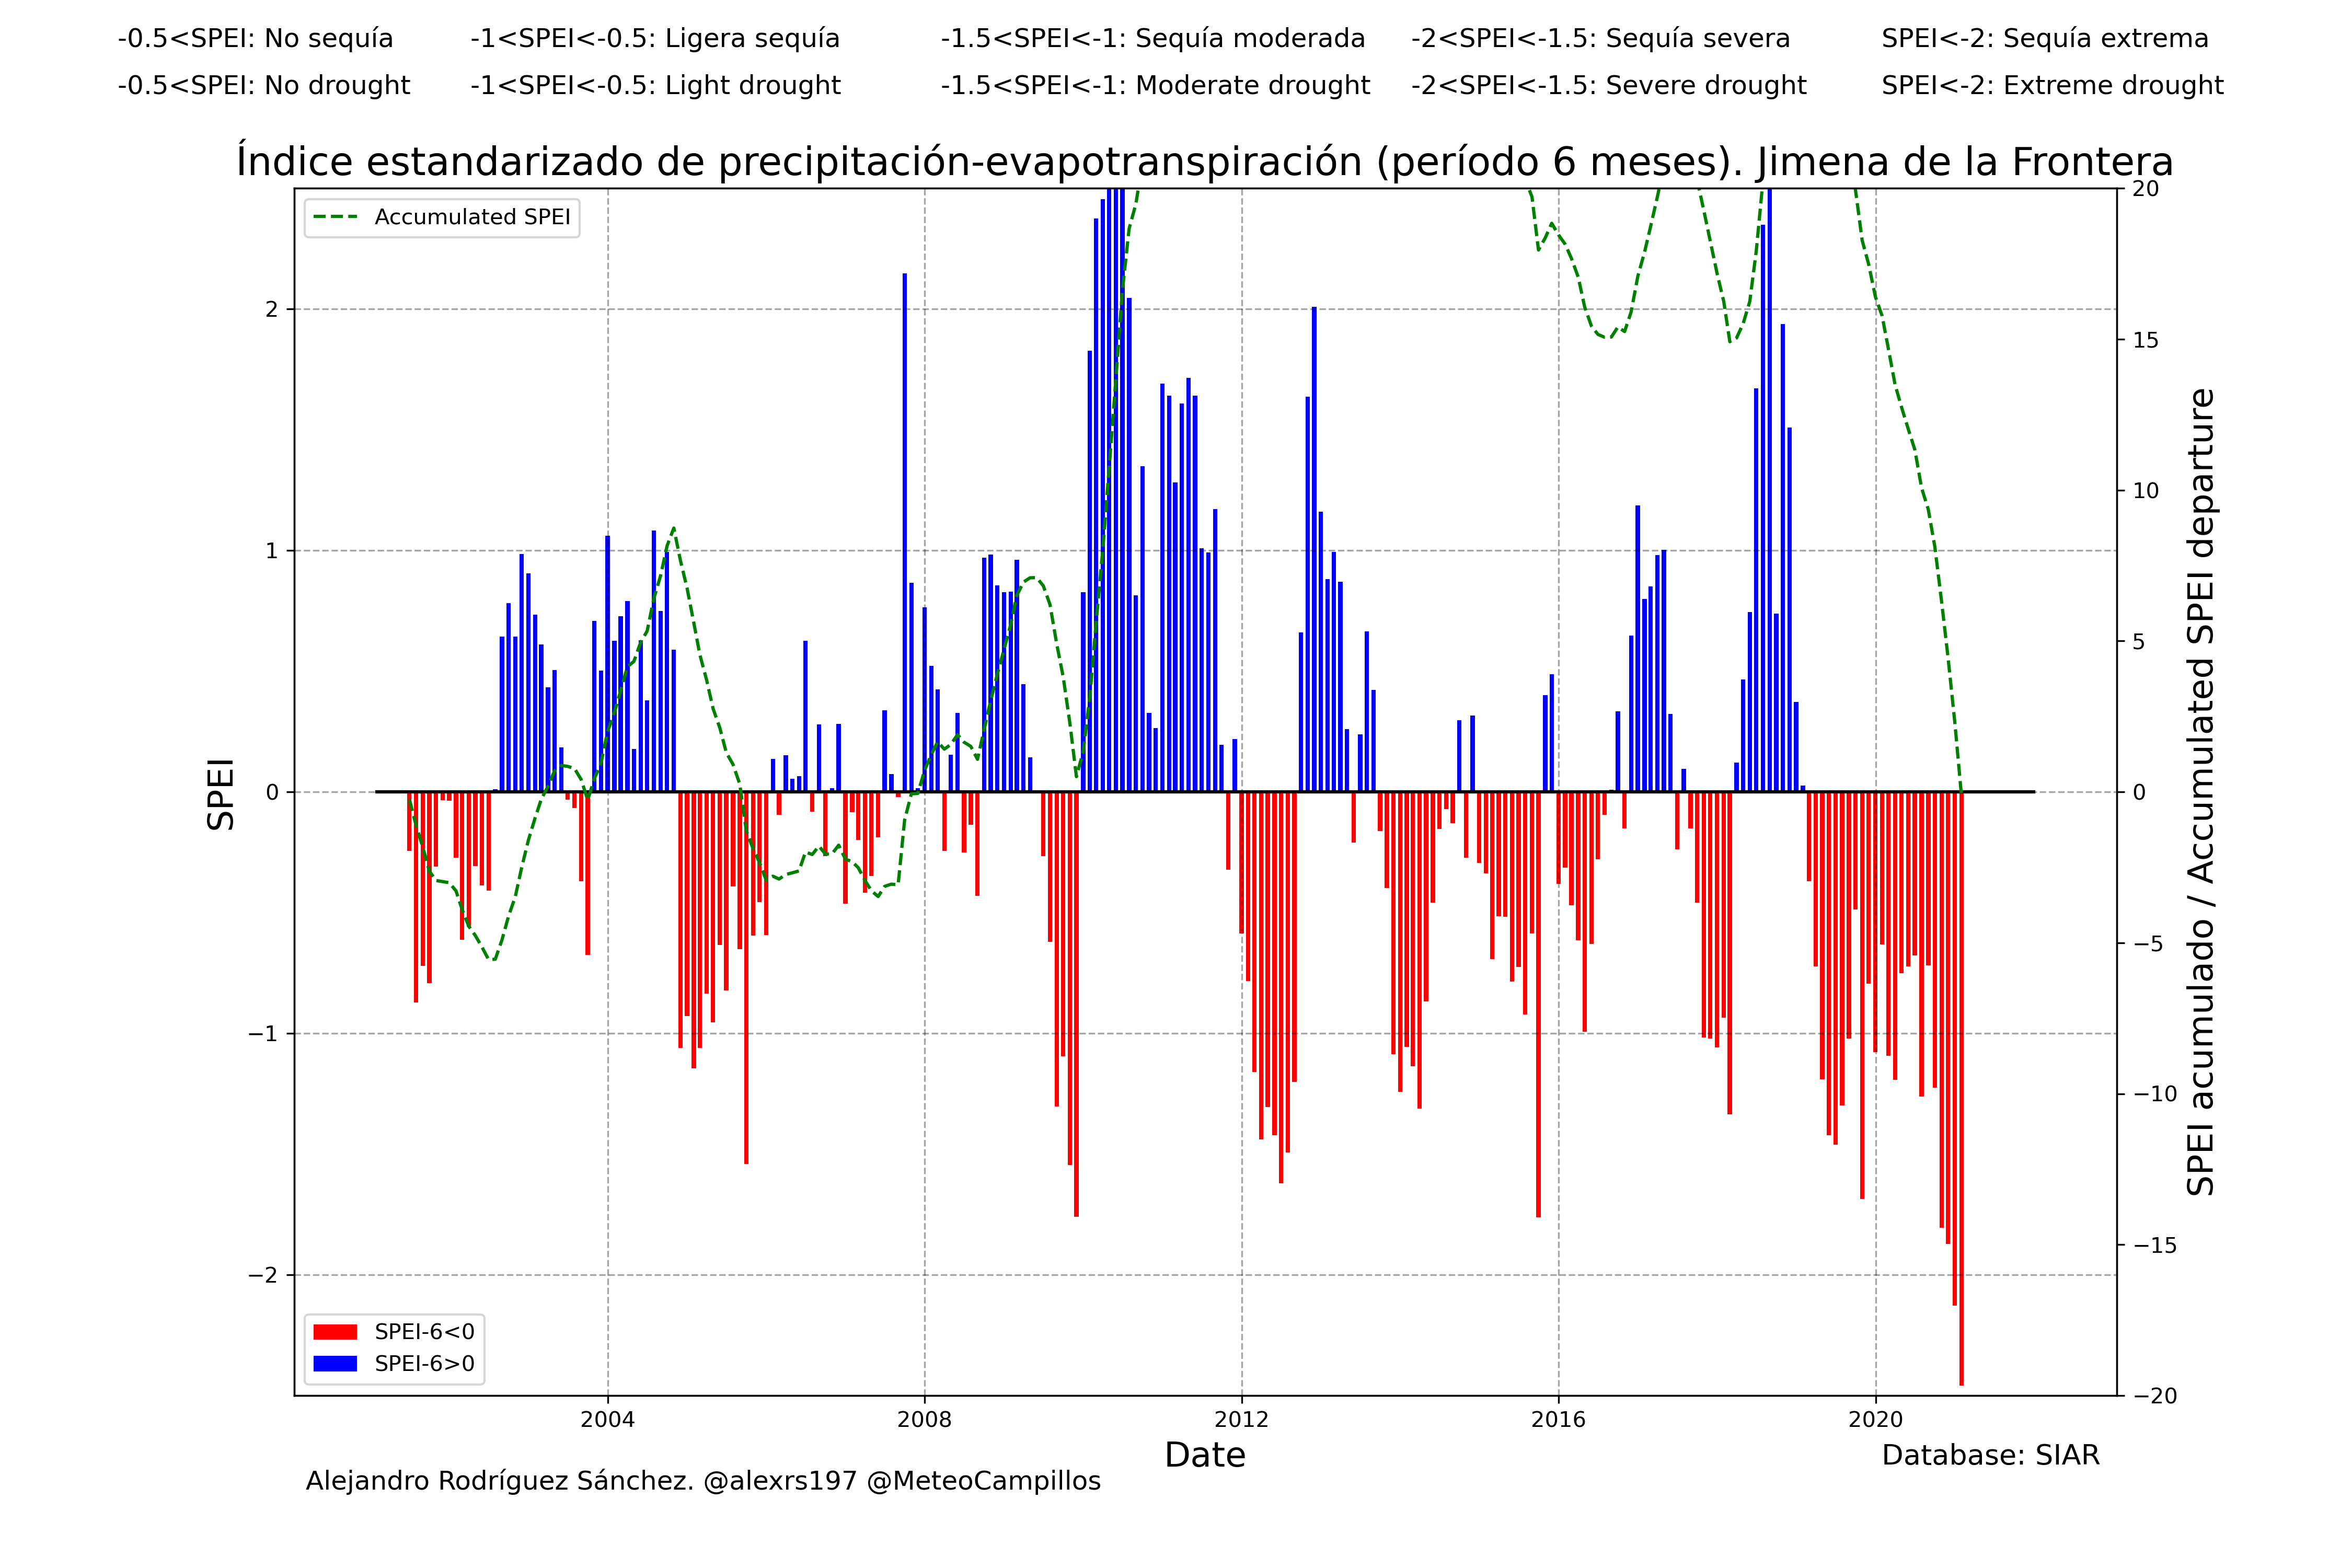 -0.5<SPEI: No sequía -1<SPEI<-0.5: Ligera sequía -1.5<SPEI<-1: Sequía moderada -2<SPEI<-1.5: Sequía severa SPEI<-2: Sequía extrema
-0.5<SPEI: No drought -1<SPEI<-0.5: Light drought -1.5<SPEI<-1: Moderate drought -2<SPEI<-1.5: Severe drought SPEI<-2: Extreme drought
Índice estandarizado de precipitación-evapotranspiración (período 6 meses). Jimena de la Frontera
Accumulated SPEI
SPEI
2
1
0
−1
−2
20
15
10
5
0
−5
−10
−15
−20
SPEI acumulado / Accumulated SPEI departure
SPEI-6<0
SPEI-6>0
2004 2008 2012 2016 2020
Date
Database: SIAR
Alejandro Rodríguez Sánchez. @alexrs197 @MeteoCampillos